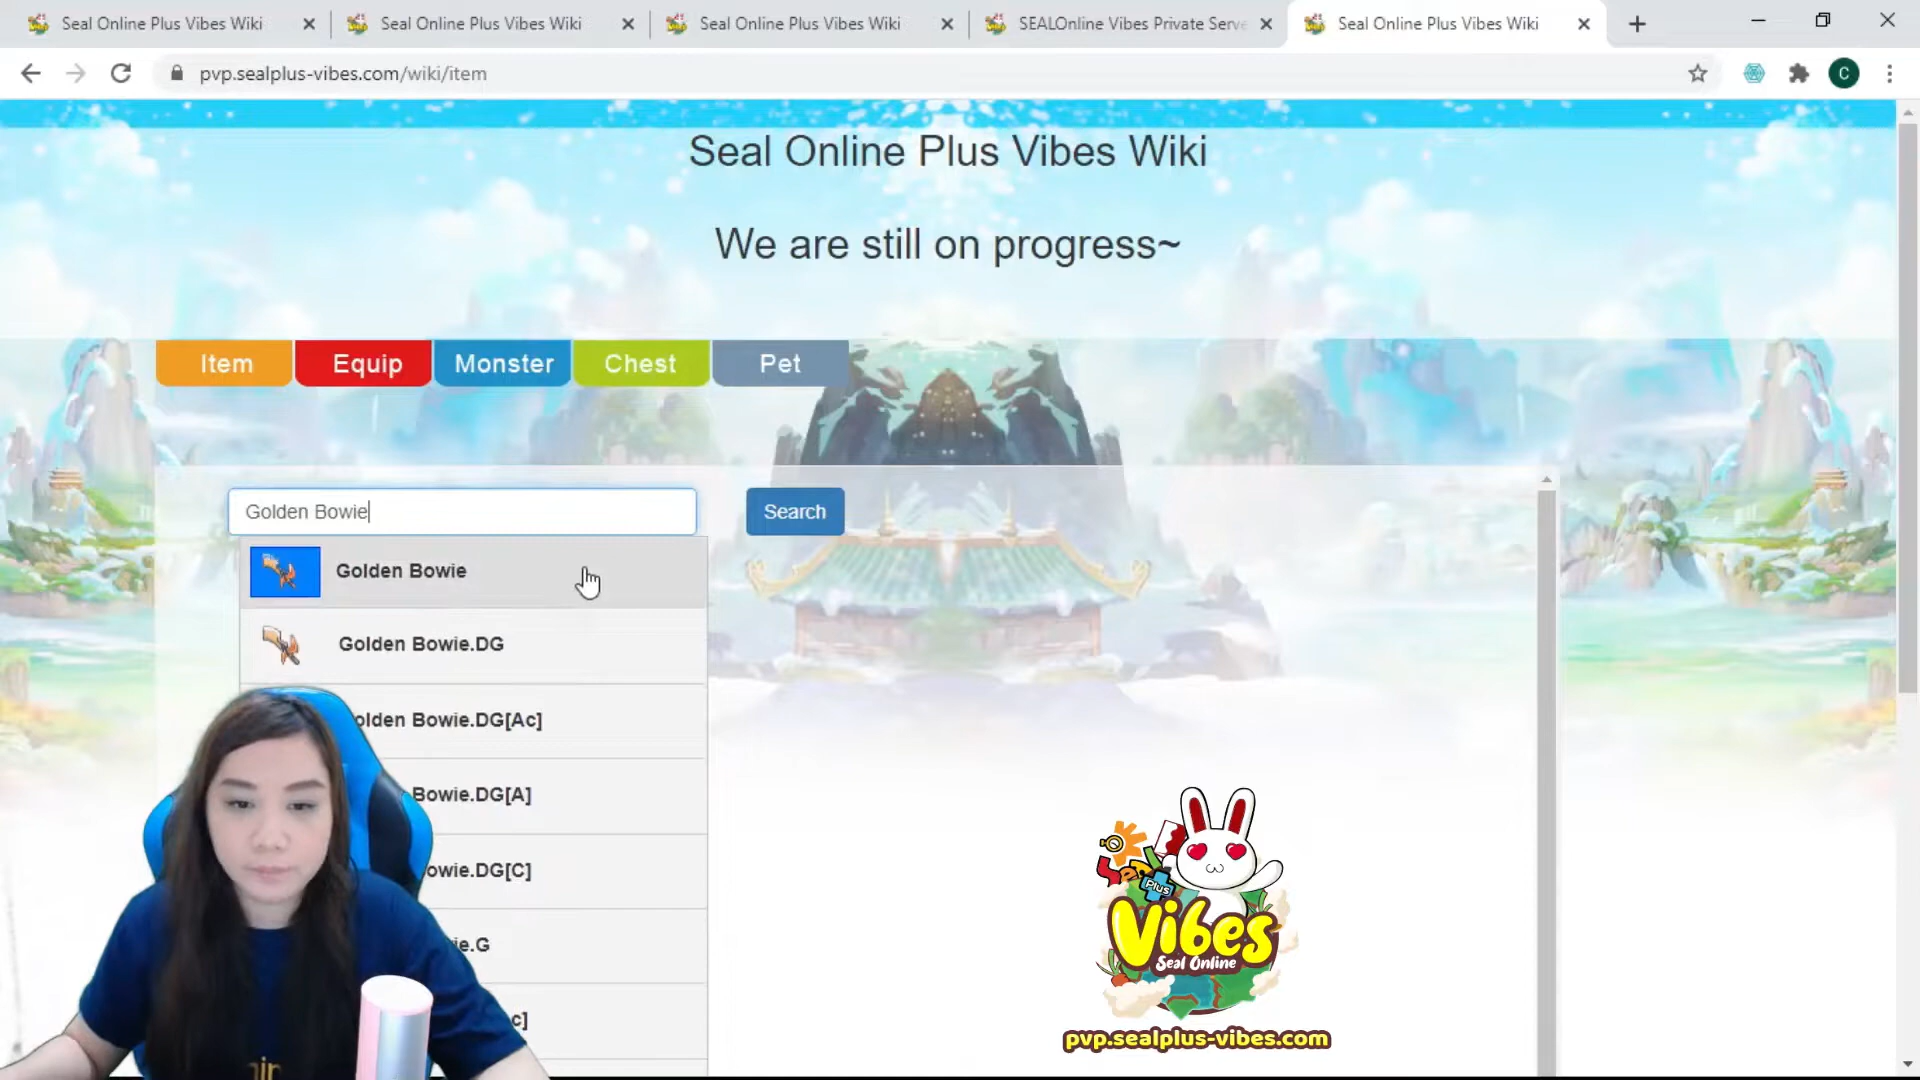 Seal Online Plus Vibes Wiki
Seal Online Plus Vibes Wiki
Seal Online Plus Vibes Wiki
SEALOnline Vibes Private Serve
Seal Online Plus Vibes Wiki
pvp.sealplus-vibes.com/wiki/item
C
Seal Online Plus Vibes Wiki
We are still on progress~
Item
Equip
Monster
Chest
Pet
Golden Bowie
Search
Golden Bowie
Golden Bowie.DG
olden Bowie.DG[Ac]
Bowie.DG[A]
owie.DG[C]
ie.G
c]
Seal
Plus
Vibes
Seal Online
pvp.sealplus-vibes.com